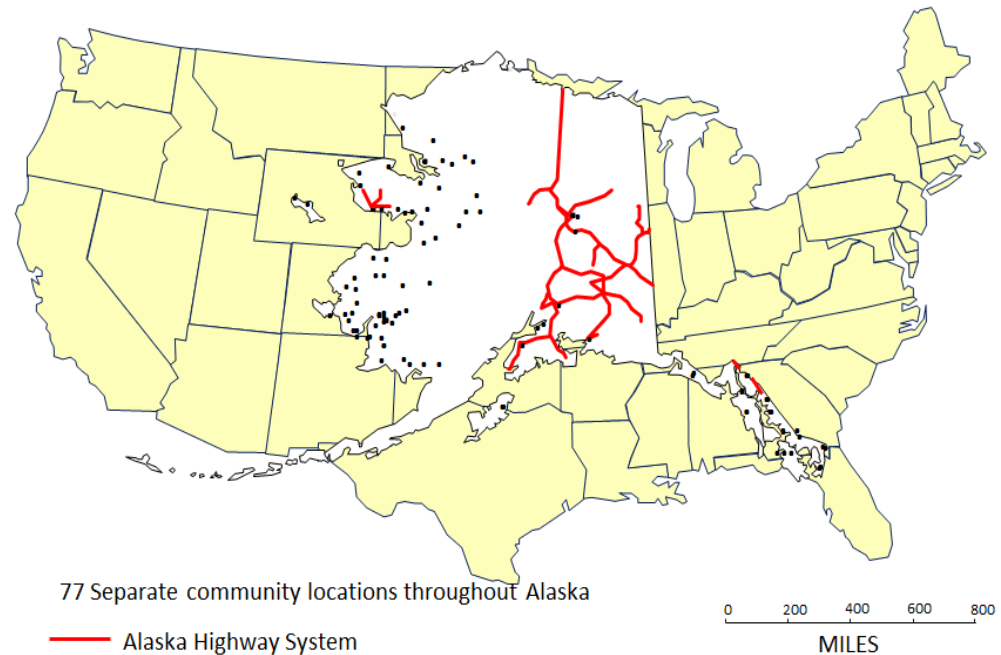 77 Separate community locations throughout Alaska
Alaska Highway System
0 200 400 600 800
MILES